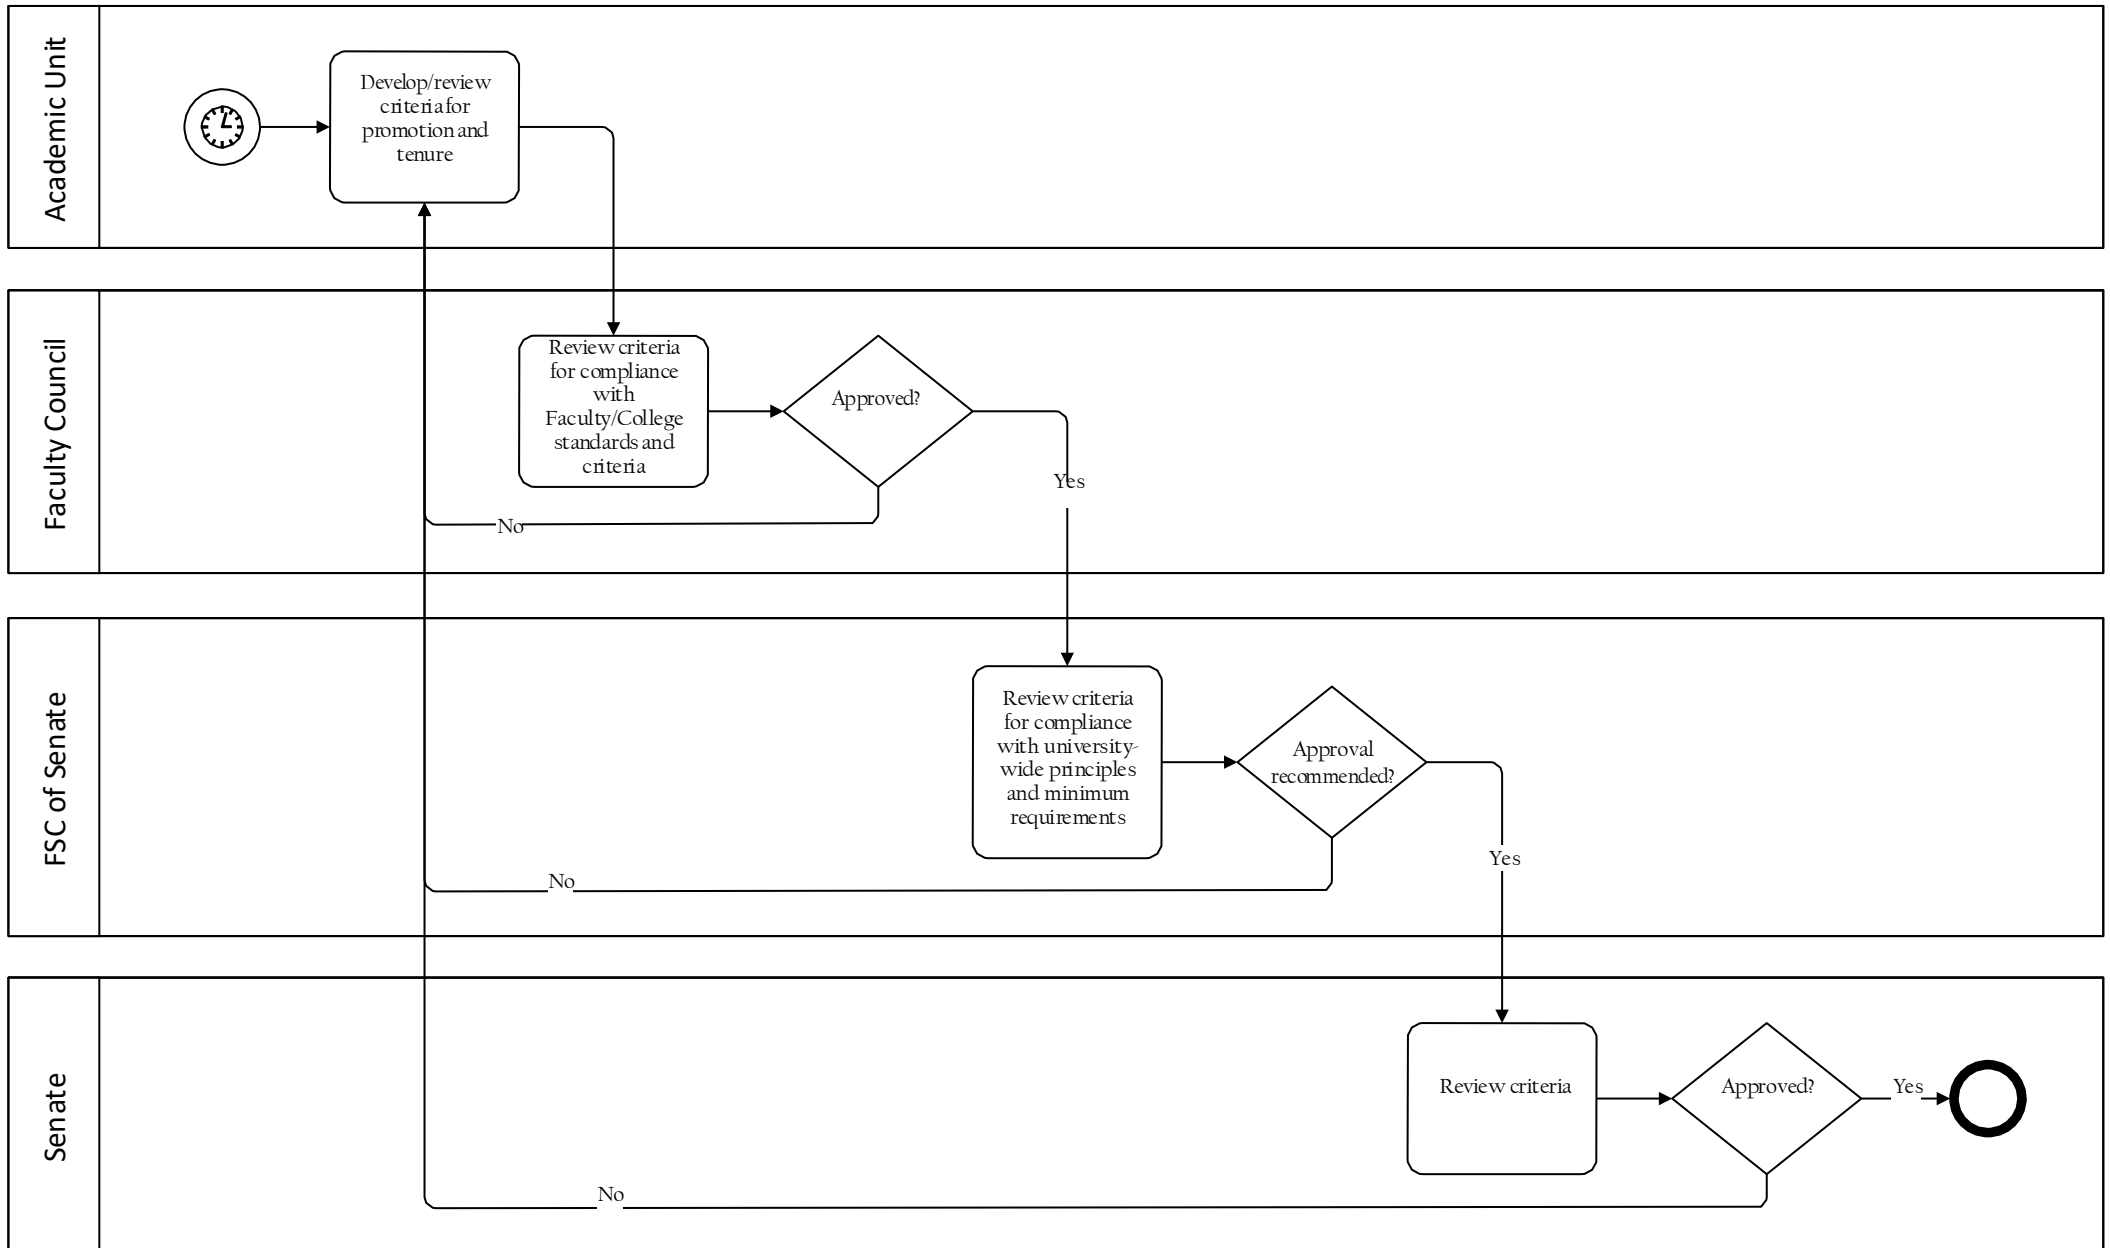 Academic Unit
Develop/review
criteria for
promotion and
tenure
Faculty Council
Review criteria
for compliance
with
Faculty/College
standards and
criteria
Approved?
Yes
No
FSC of Senate
Review criteria
for compliance
with university-
wide principles
and minimum
requirements
Approval
recommended?
Yes
No
Senate
Review criteria
Approved?
Yes
No